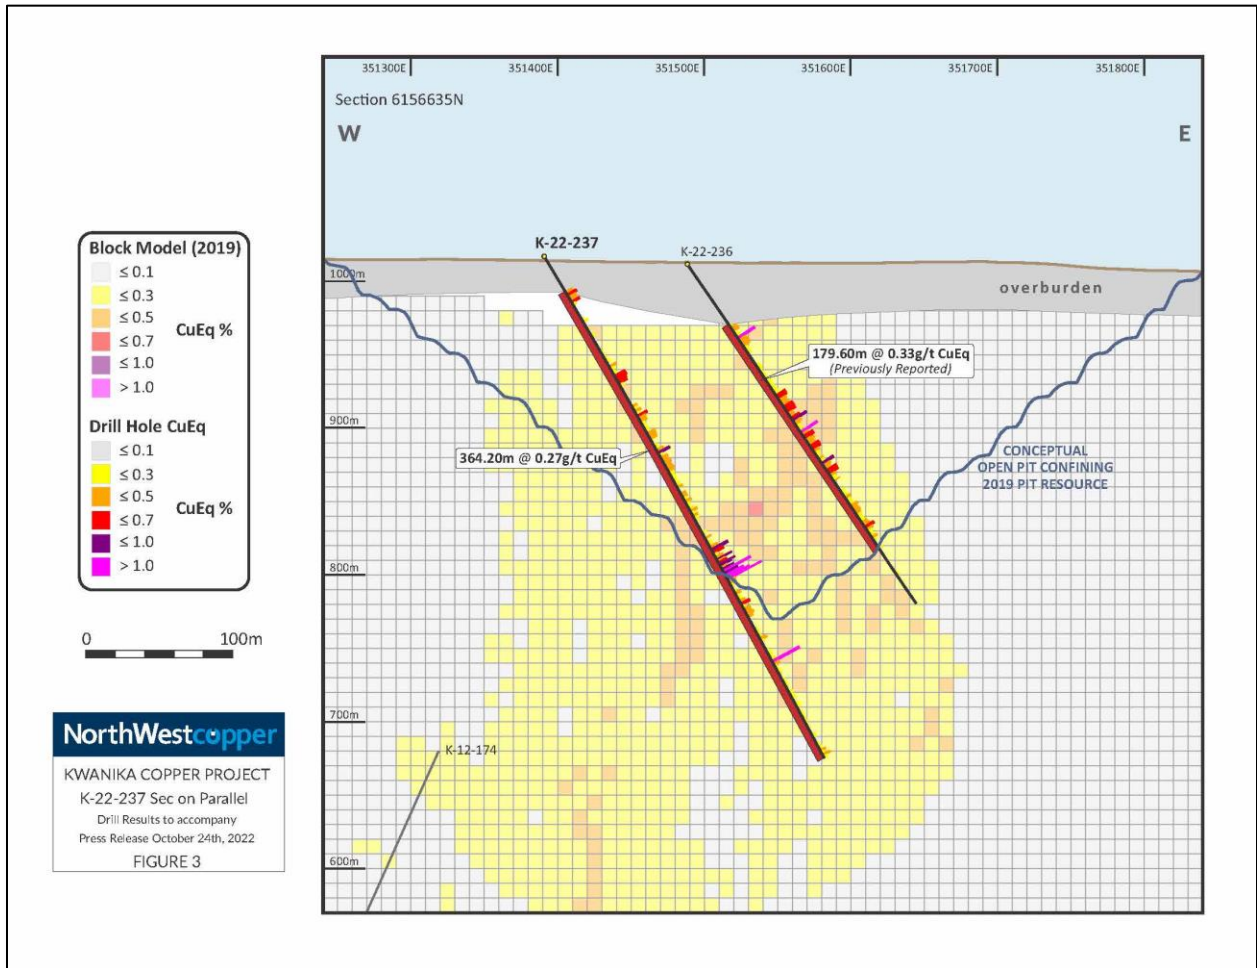 351300E 351400E 351500E 351600E 351700E 351800E
Section 6156635N
W E
K-22-237
K-22-236
1000m
overburden
179.60m @ 0.33g/t CuEq
(Previously Reported)
900m
364.20m @ 0.27g/t CuEq
CONCEPTUAL
OPEN PIT CONFINING
2019 PIT RESOURCE
800m
700m
K-12-174
600m
Block Model (2019)
≤ 0.1
≤ 0.3
≤ 0.5
CuEq %
≤ 0.7
≤ 1.0
> 1.0
Drill Hole CuEq
≤ 0.1
≤ 0.3
≤ 0.5
CuEq %
≤ 0.7
≤ 1.0
> 1.0
0 100m
NorthWestcopper
KWANIKA COPPER PROJECT
K-22-237 Sec on Parallel
Drill Results to accompany
Press Release October 24th, 2022
FIGURE 3